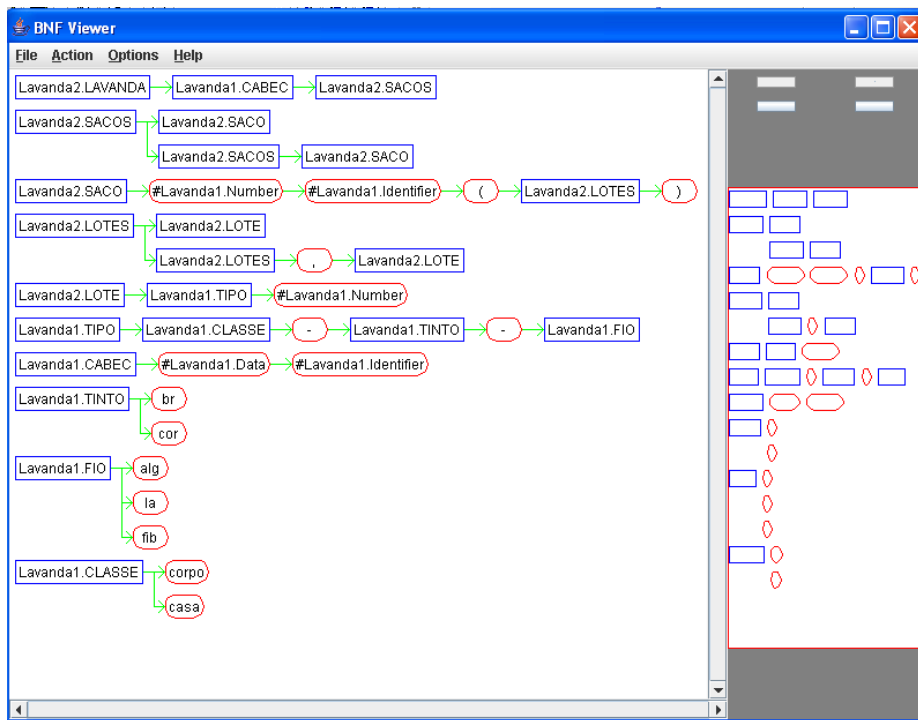 BNF Viewer
File Action Options Help
Lavanda2.LAVANDA Lavanda1.CABEC Lavanda2.SACOS
Lavanda2.SACOS Lavanda2.SACO
Lavanda2.SACOS Lavanda2.SACO
Lavanda2.SACO #Lavanda1.Number #Lavanda1.Identifier ( Lavanda2.LOTES )
Lavanda2.LOTES Lavanda2.LOTE
Lavanda2.LOTES , Lavanda2.LOTE
Lavanda2.LOTE Lavanda1.TIPO #Lavanda1.Number
Lavanda1.TIPO Lavanda1.CLASSE - Lavanda1.TINTO - Lavanda1.FIO
Lavanda1.CABEC #Lavanda1.Data #Lavanda1.Identifier
Lavanda1.TINTO br
cor
Lavanda1.FIO alg
la
fib
Lavanda1.CLASSE corpo
casa